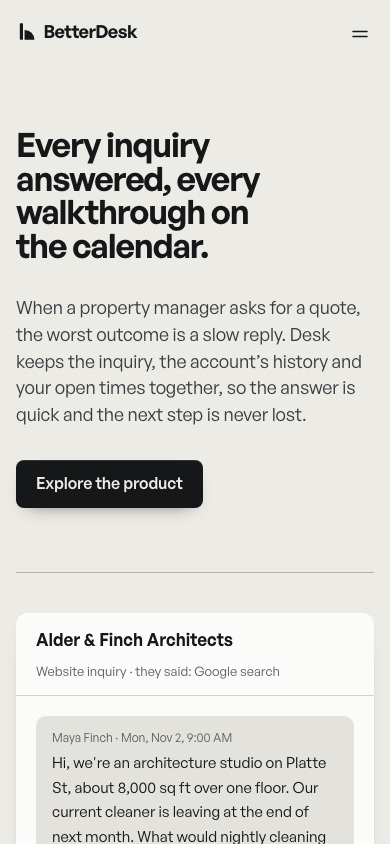 BetterDesk
Every inquiry
answered, every
walkthrough on
the calendar.
When a property manager asks for a quote,
the worst outcome is a slow reply. Desk
keeps the inquiry, the account’s history and
your open times together, so the answer is
quick and the next step is never lost.
Explore the product
Alder & Finch Architects
Website inquiry · they said: Google search
Maya Finch · Mon, Nov 2, 9:00 AM
Hi, we're an architecture studio on Platte
St, about 8,000 sq ft over one floor. Our
current cleaner is leaving at the end of
next month. What would nightly cleaning